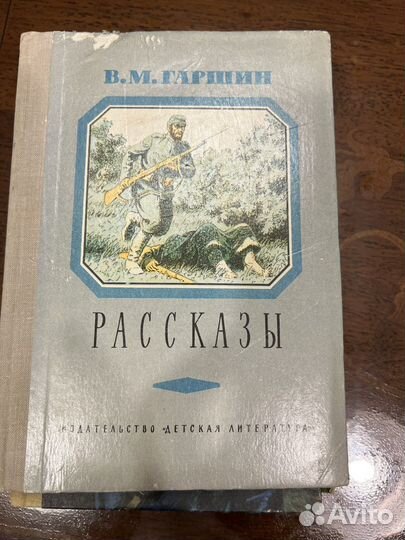 В. М. ГАРШИН
РАССКАЗЫ
ИЗДАТЕЛЬСТВО «ДЕТСКАЯ ЛИТЕРАТУРА»
Avito